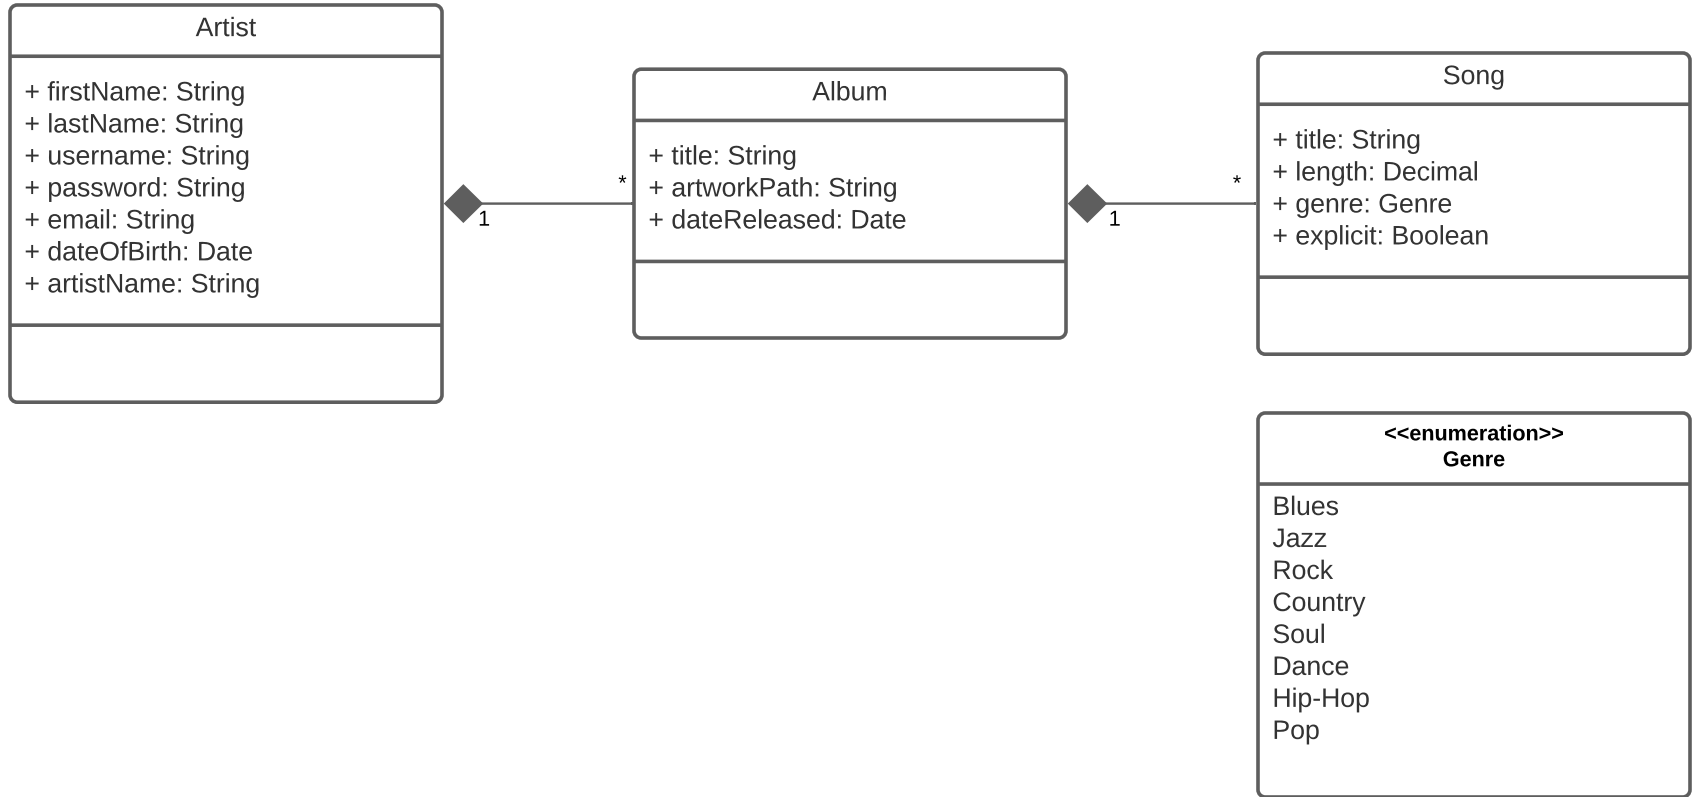 Artist
+ firstName: String
+ lastName: String
+ username: String
+ password: String
+ email: String
+ dateOfBirth: Date
+ artistName: String
1
*
Album
+ title: String
+ artworkPath: String
+ dateReleased: Date
1
*
Song
+ title: String
+ length: Decimal
+ genre: Genre
+ explicit: Boolean
<<enumeration>>
Genre
Blues
Jazz
Rock
Country
Soul
Dance
Hip-Hop
Pop